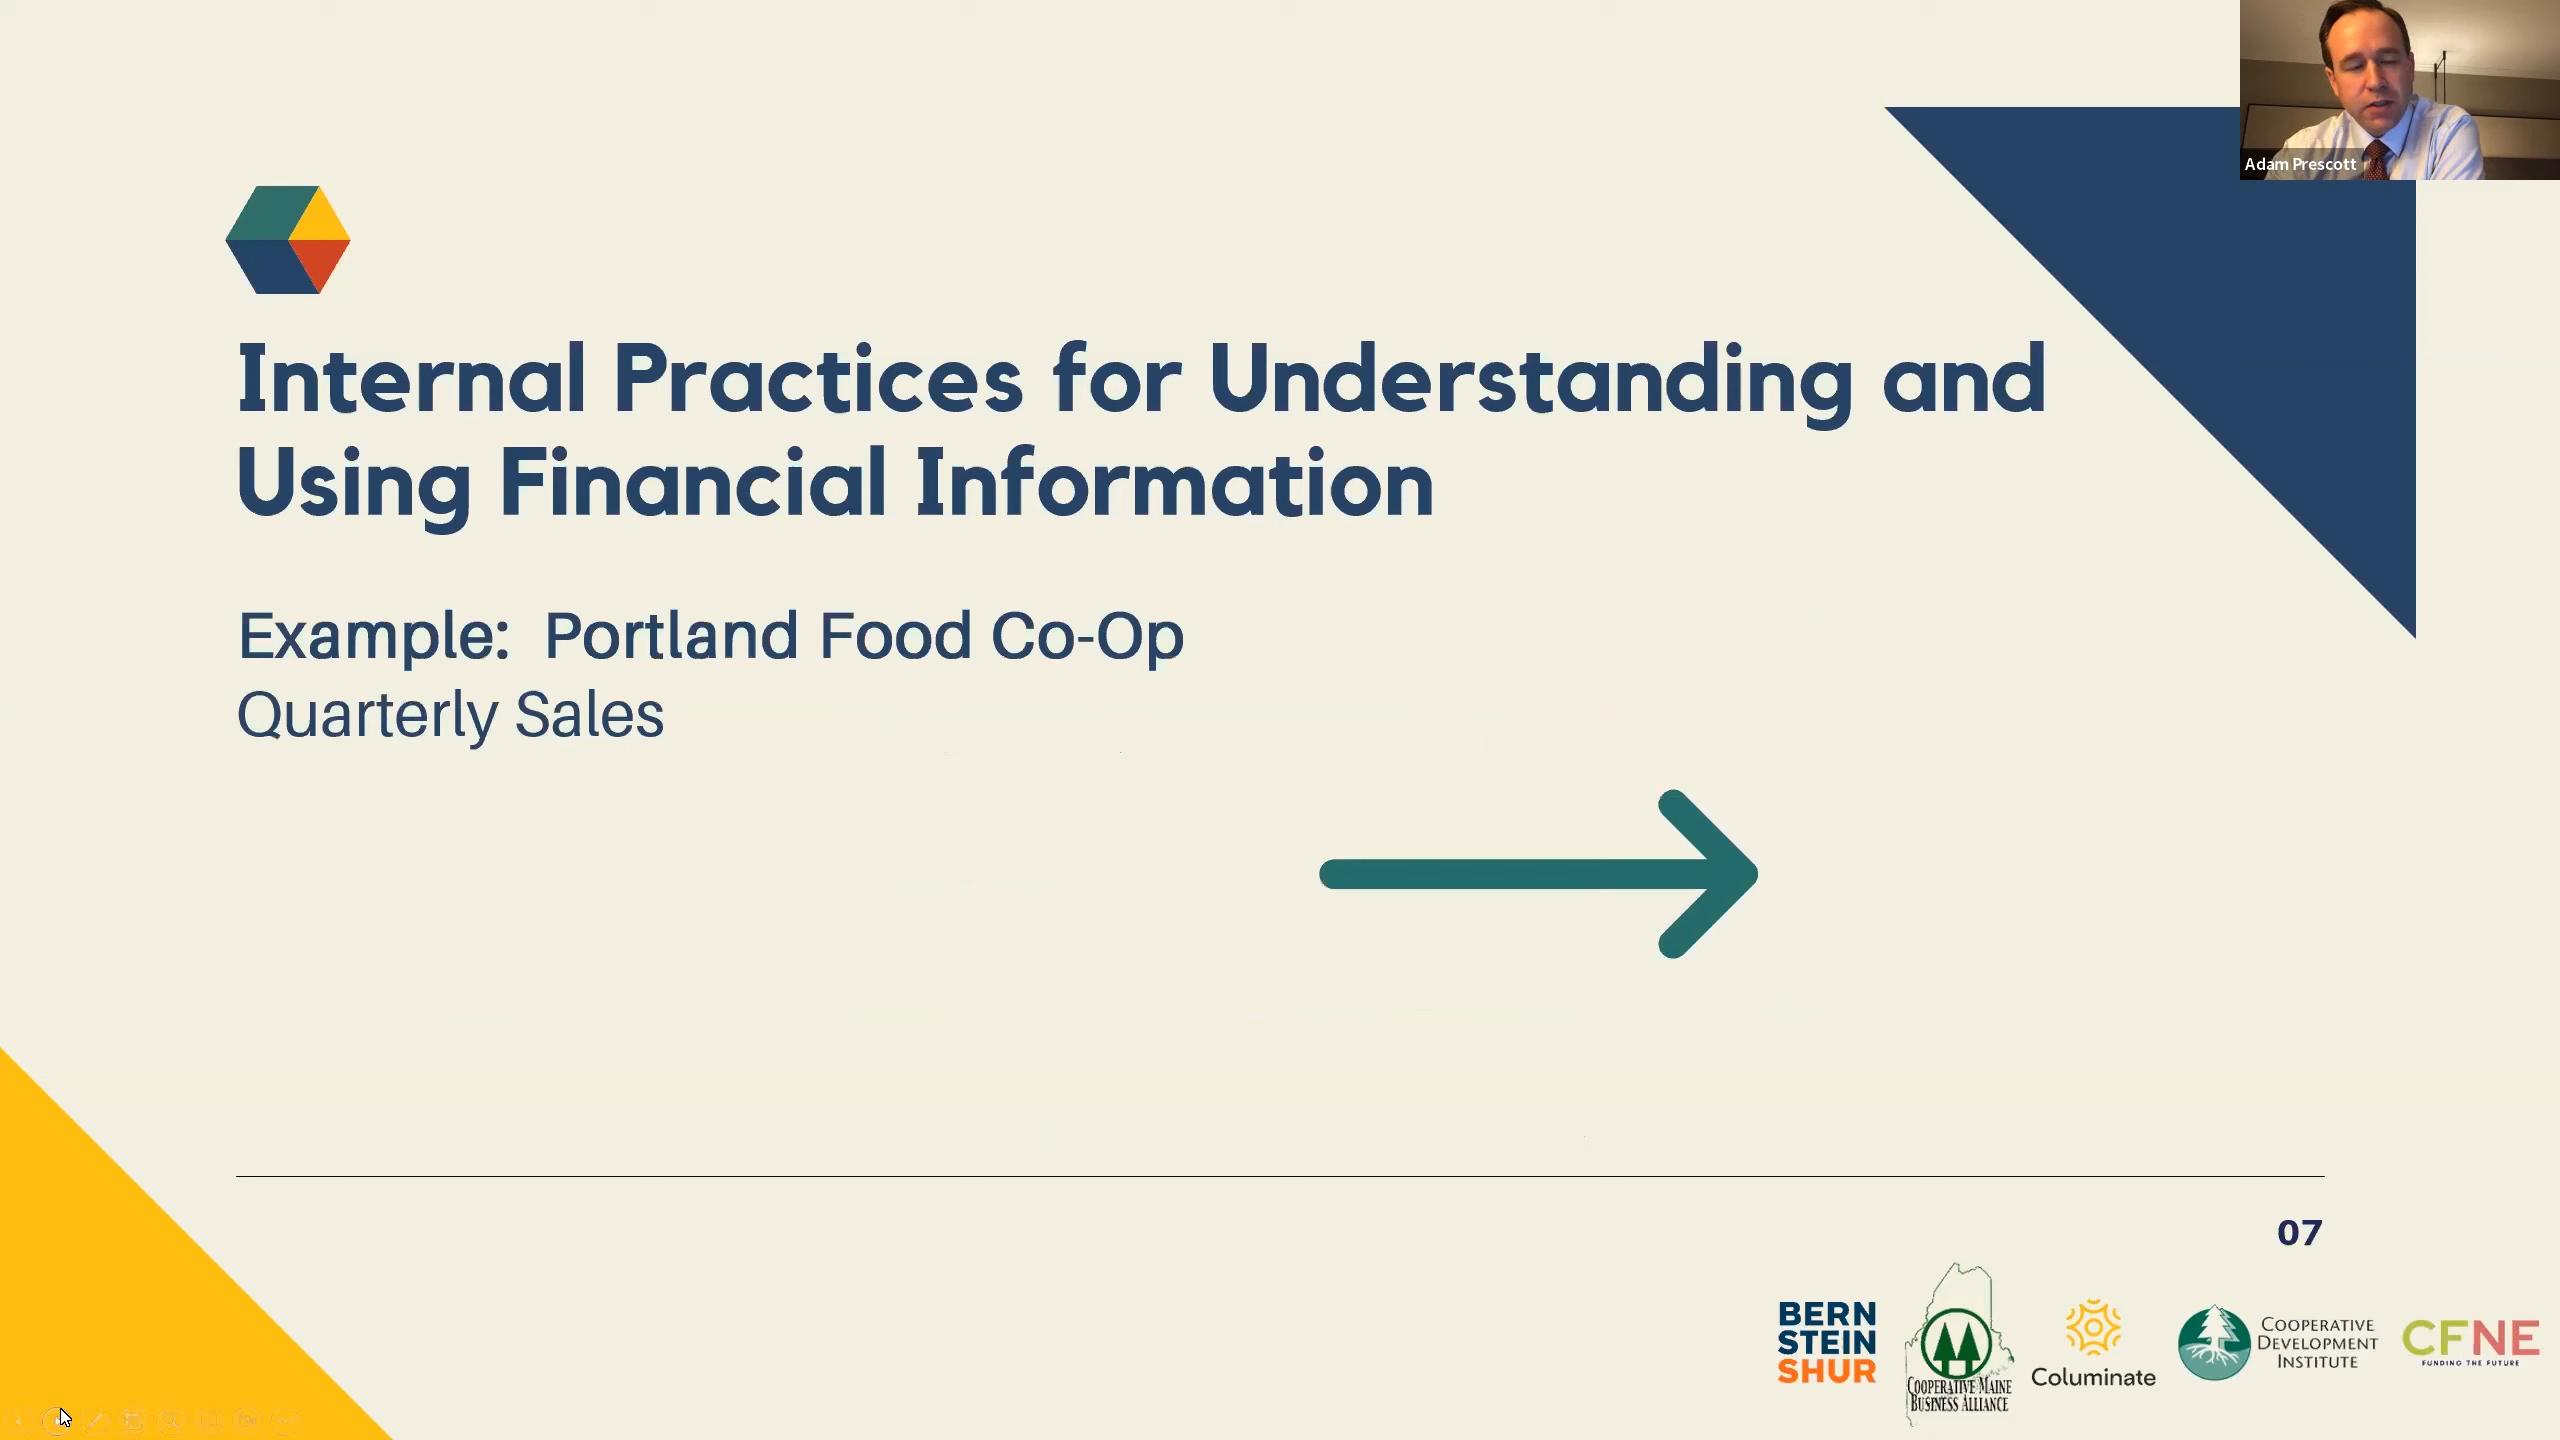 Adam Prescott
Internal Practices for Understanding and
Using Financial Information
Example:  Portland Food Co-Op
Quarterly Sales
07
BERN
STEIN
SHUR
COOPERATIVE MAINE
BUSINESS ALLIANCE
Columinate
COOPERATIVE
DEVELOPMENT
INSTITUTE
CFNE
FUNDING THE FUTURE